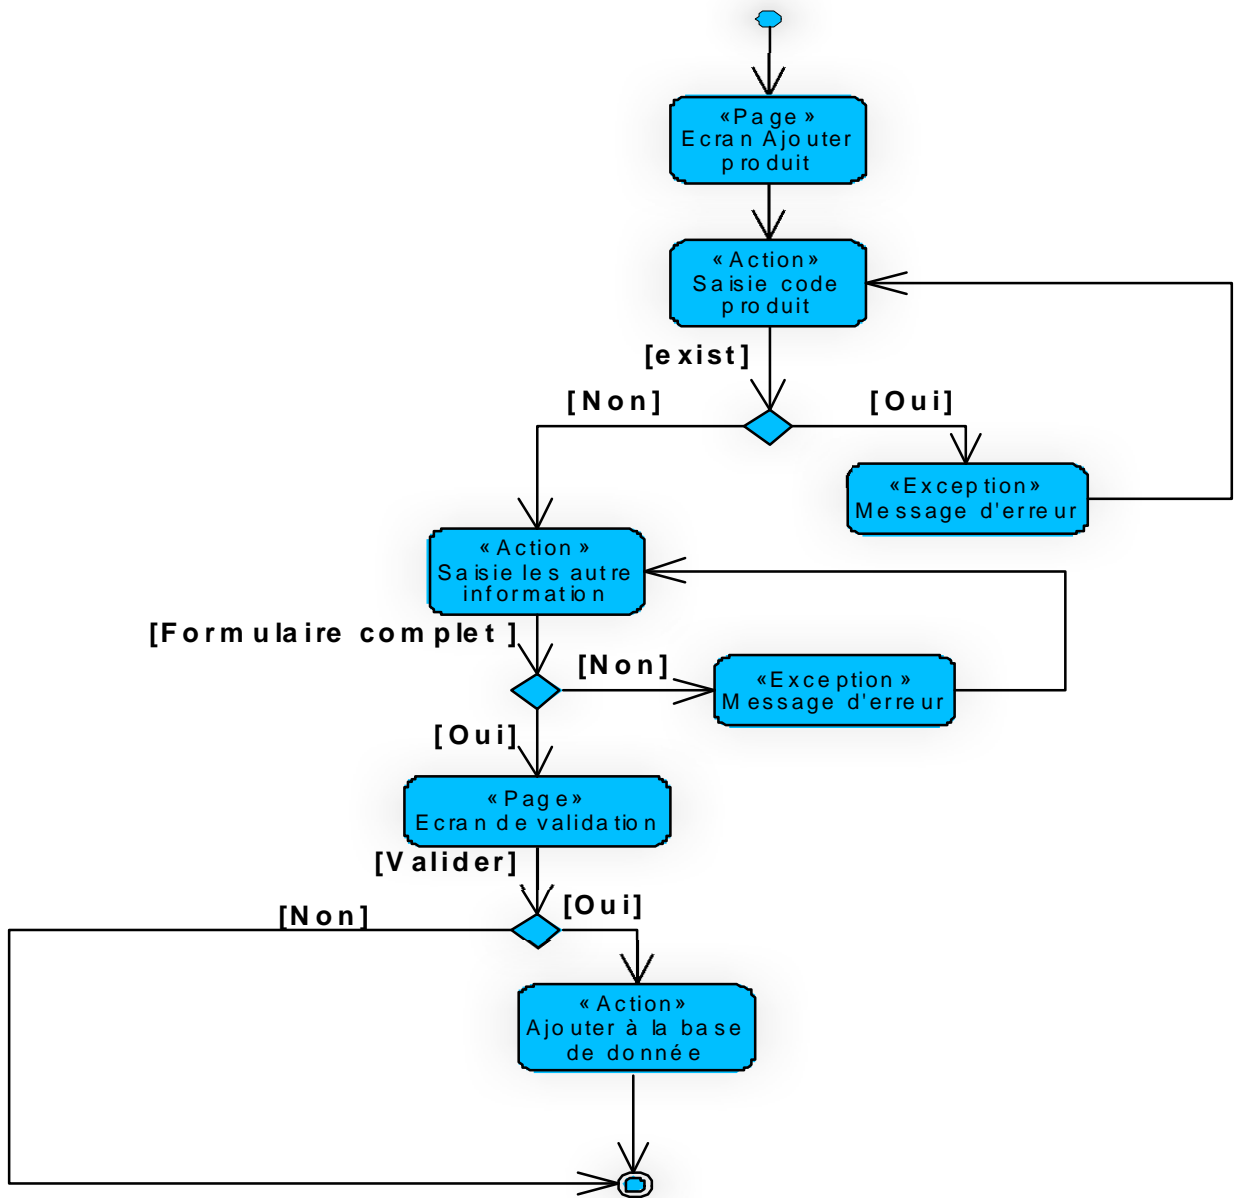 «Page»
Ecran Ajouter
produit
«Action»
Saisie code
produit
[exist]
[Non]
[Oui]
«Exception»
Message d'erreur
«Action»
Saisie les autre
information
[Formulaire complet ]
[Non]
«Exception»
Message d'erreur
[Oui]
«Page»
Ecran de validation
[Valider]
[Non]
[Oui]
«Action»
Ajouter à la base
de donnée